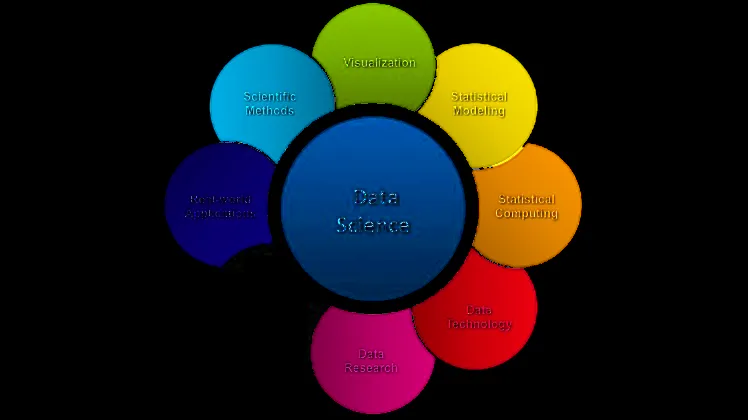 Visualization
Scientific
Methods
Statistical
Modeling
Real-world
Applications
Data
Science
Statistical
Computing
Data
Technology
Data
Research